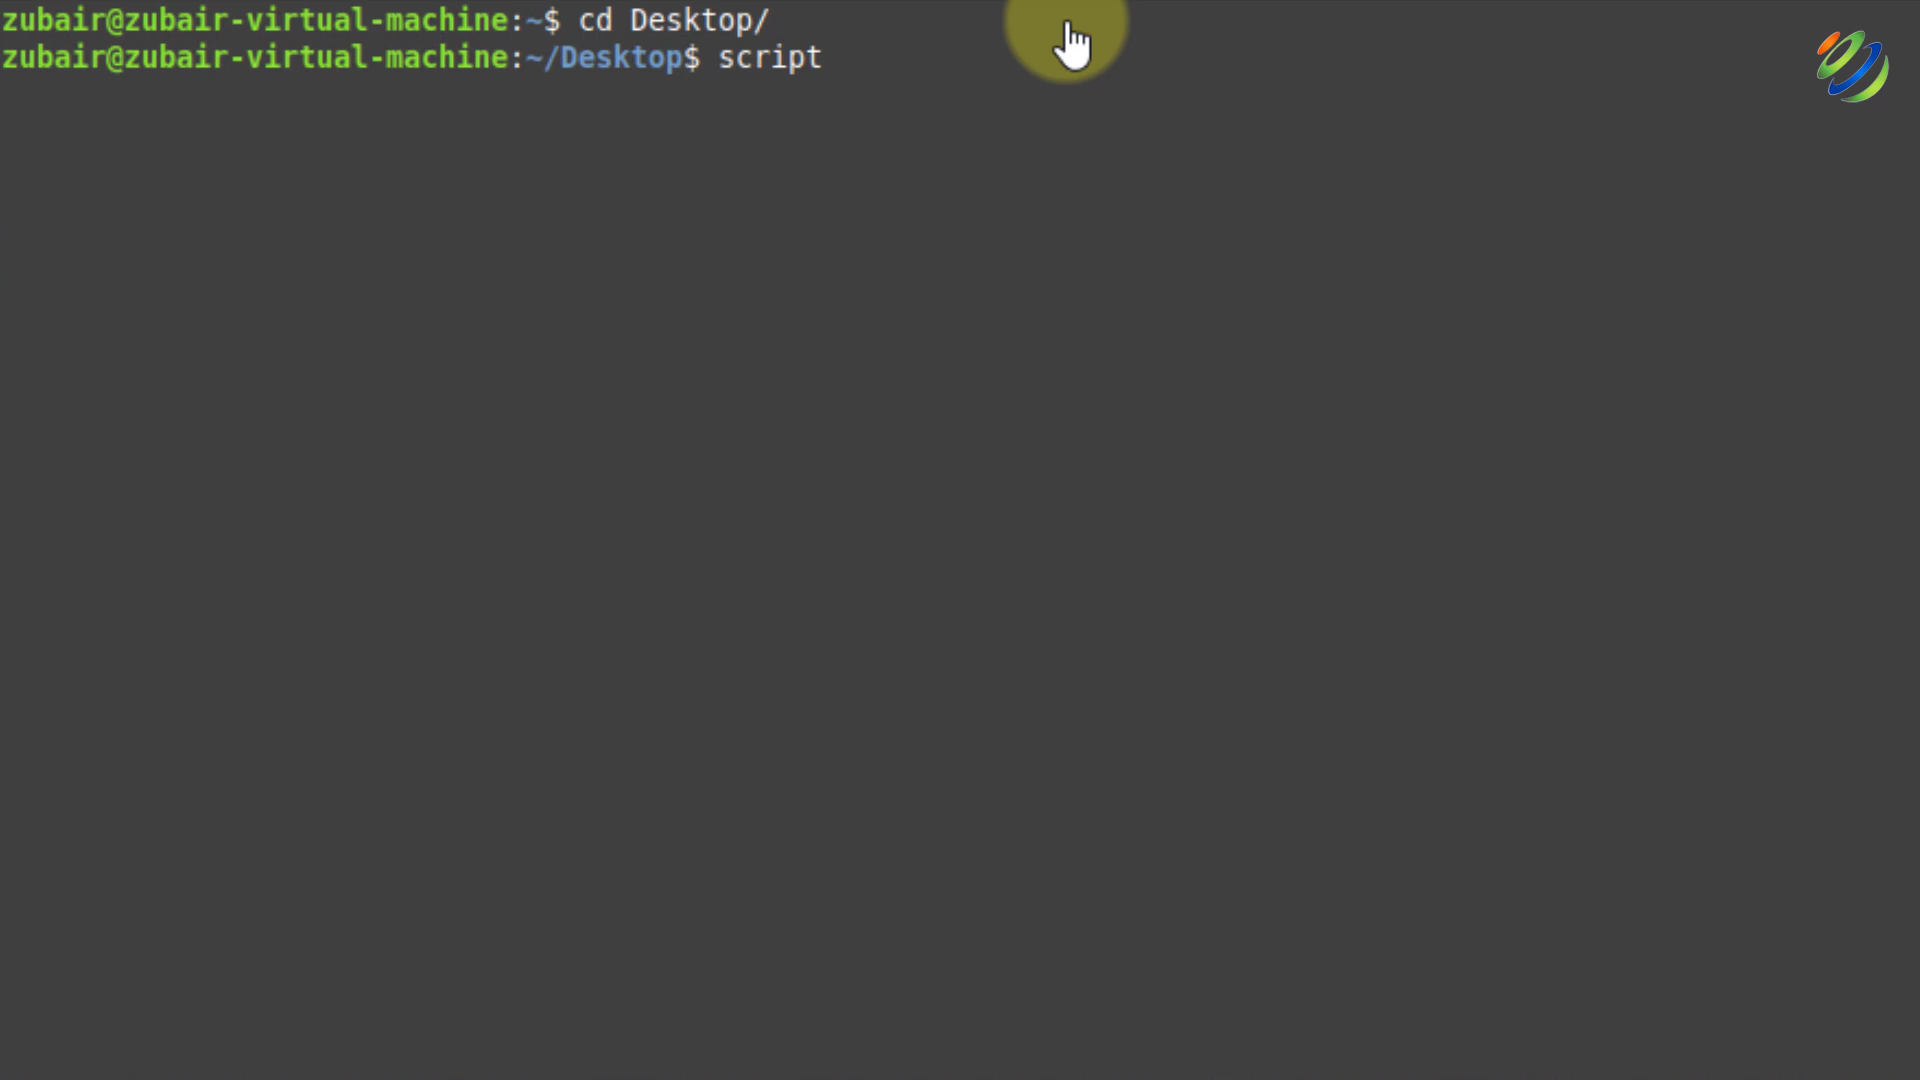 zubair@zubair-virtual-machine:~$ cd Desktop/
zubair@zubair-virtual-machine:~/Desktop$ script